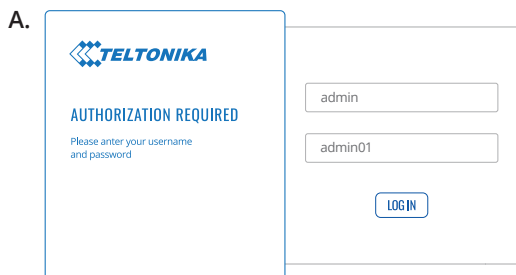 A.
TELTONIKA
AUTHORIZATION REQUIRED
Please anter your username
and password
admin
admin01
LOG IN